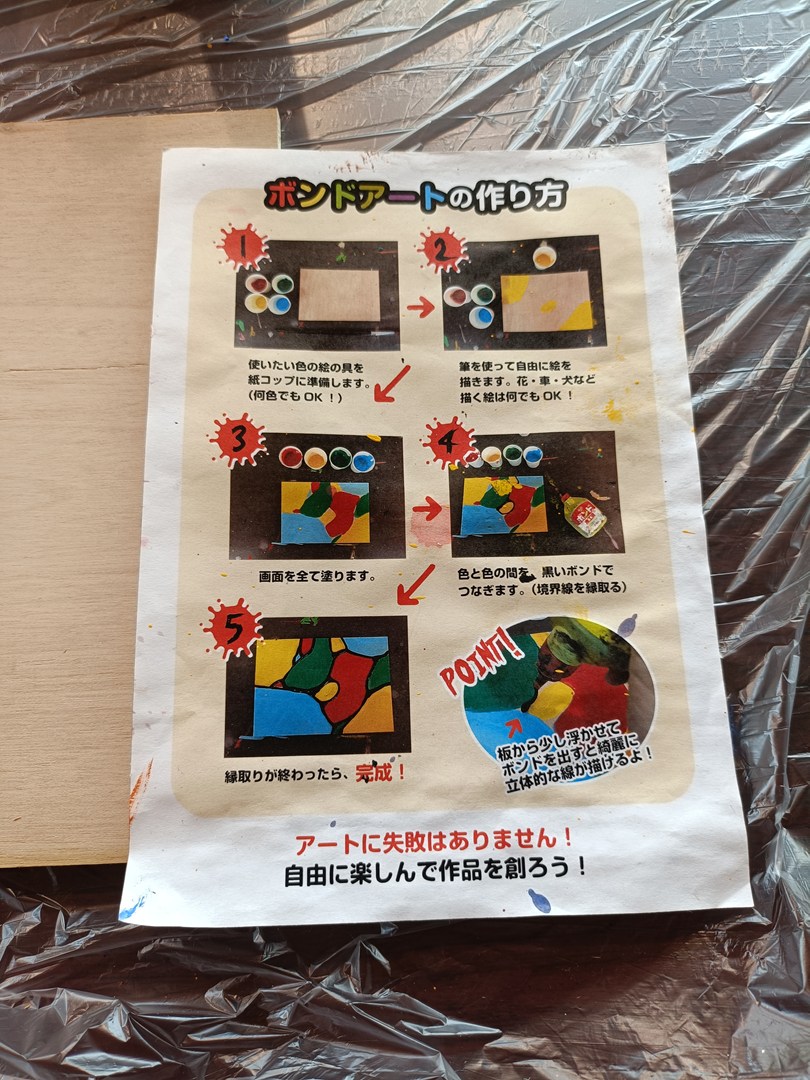 ボンドアートの作り方
1
2
使いたい色の絵の具を
紙コップに準備します。
(何色でも OK！)
筆を使って自由に絵を
描きます。花・車・犬など
描く絵は何でも OK！
3
4
ボンド
画面を全て塗ります。
色と色の間を、黒いボンドで
つなぎます。(境界線を縁取る)
5
縁取りが終わったら、完成！
POINT!
板から少し浮かせて
ボンドを出すと綺麗に
立体的な線が描けるよ！
アートに失敗はありません！
自由に楽しんで作品を創ろう！